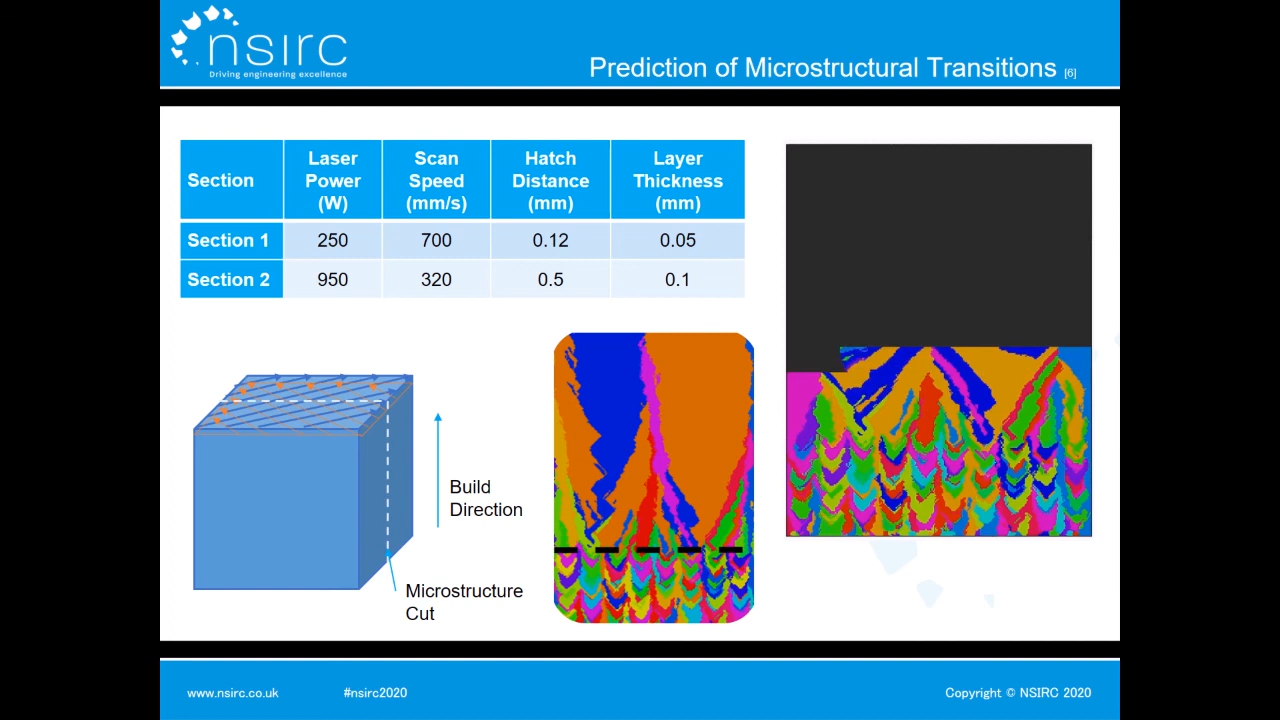 nsirc
Driving engineering excellence
Prediction of Microstructural Transitions [6]
Section
Laser
Power
(W)
Scan
Speed
(mm/s)
Hatch
Distance
(mm)
Layer
Thickness
(mm)
Section 1 250 700 0.12 0.05
Section 2 950 320 0.5 0.1
Build
Direction
Microstructure
Cut
www.nsirc.co.uk #nsirc2020 Copyright © NSIRC 2020